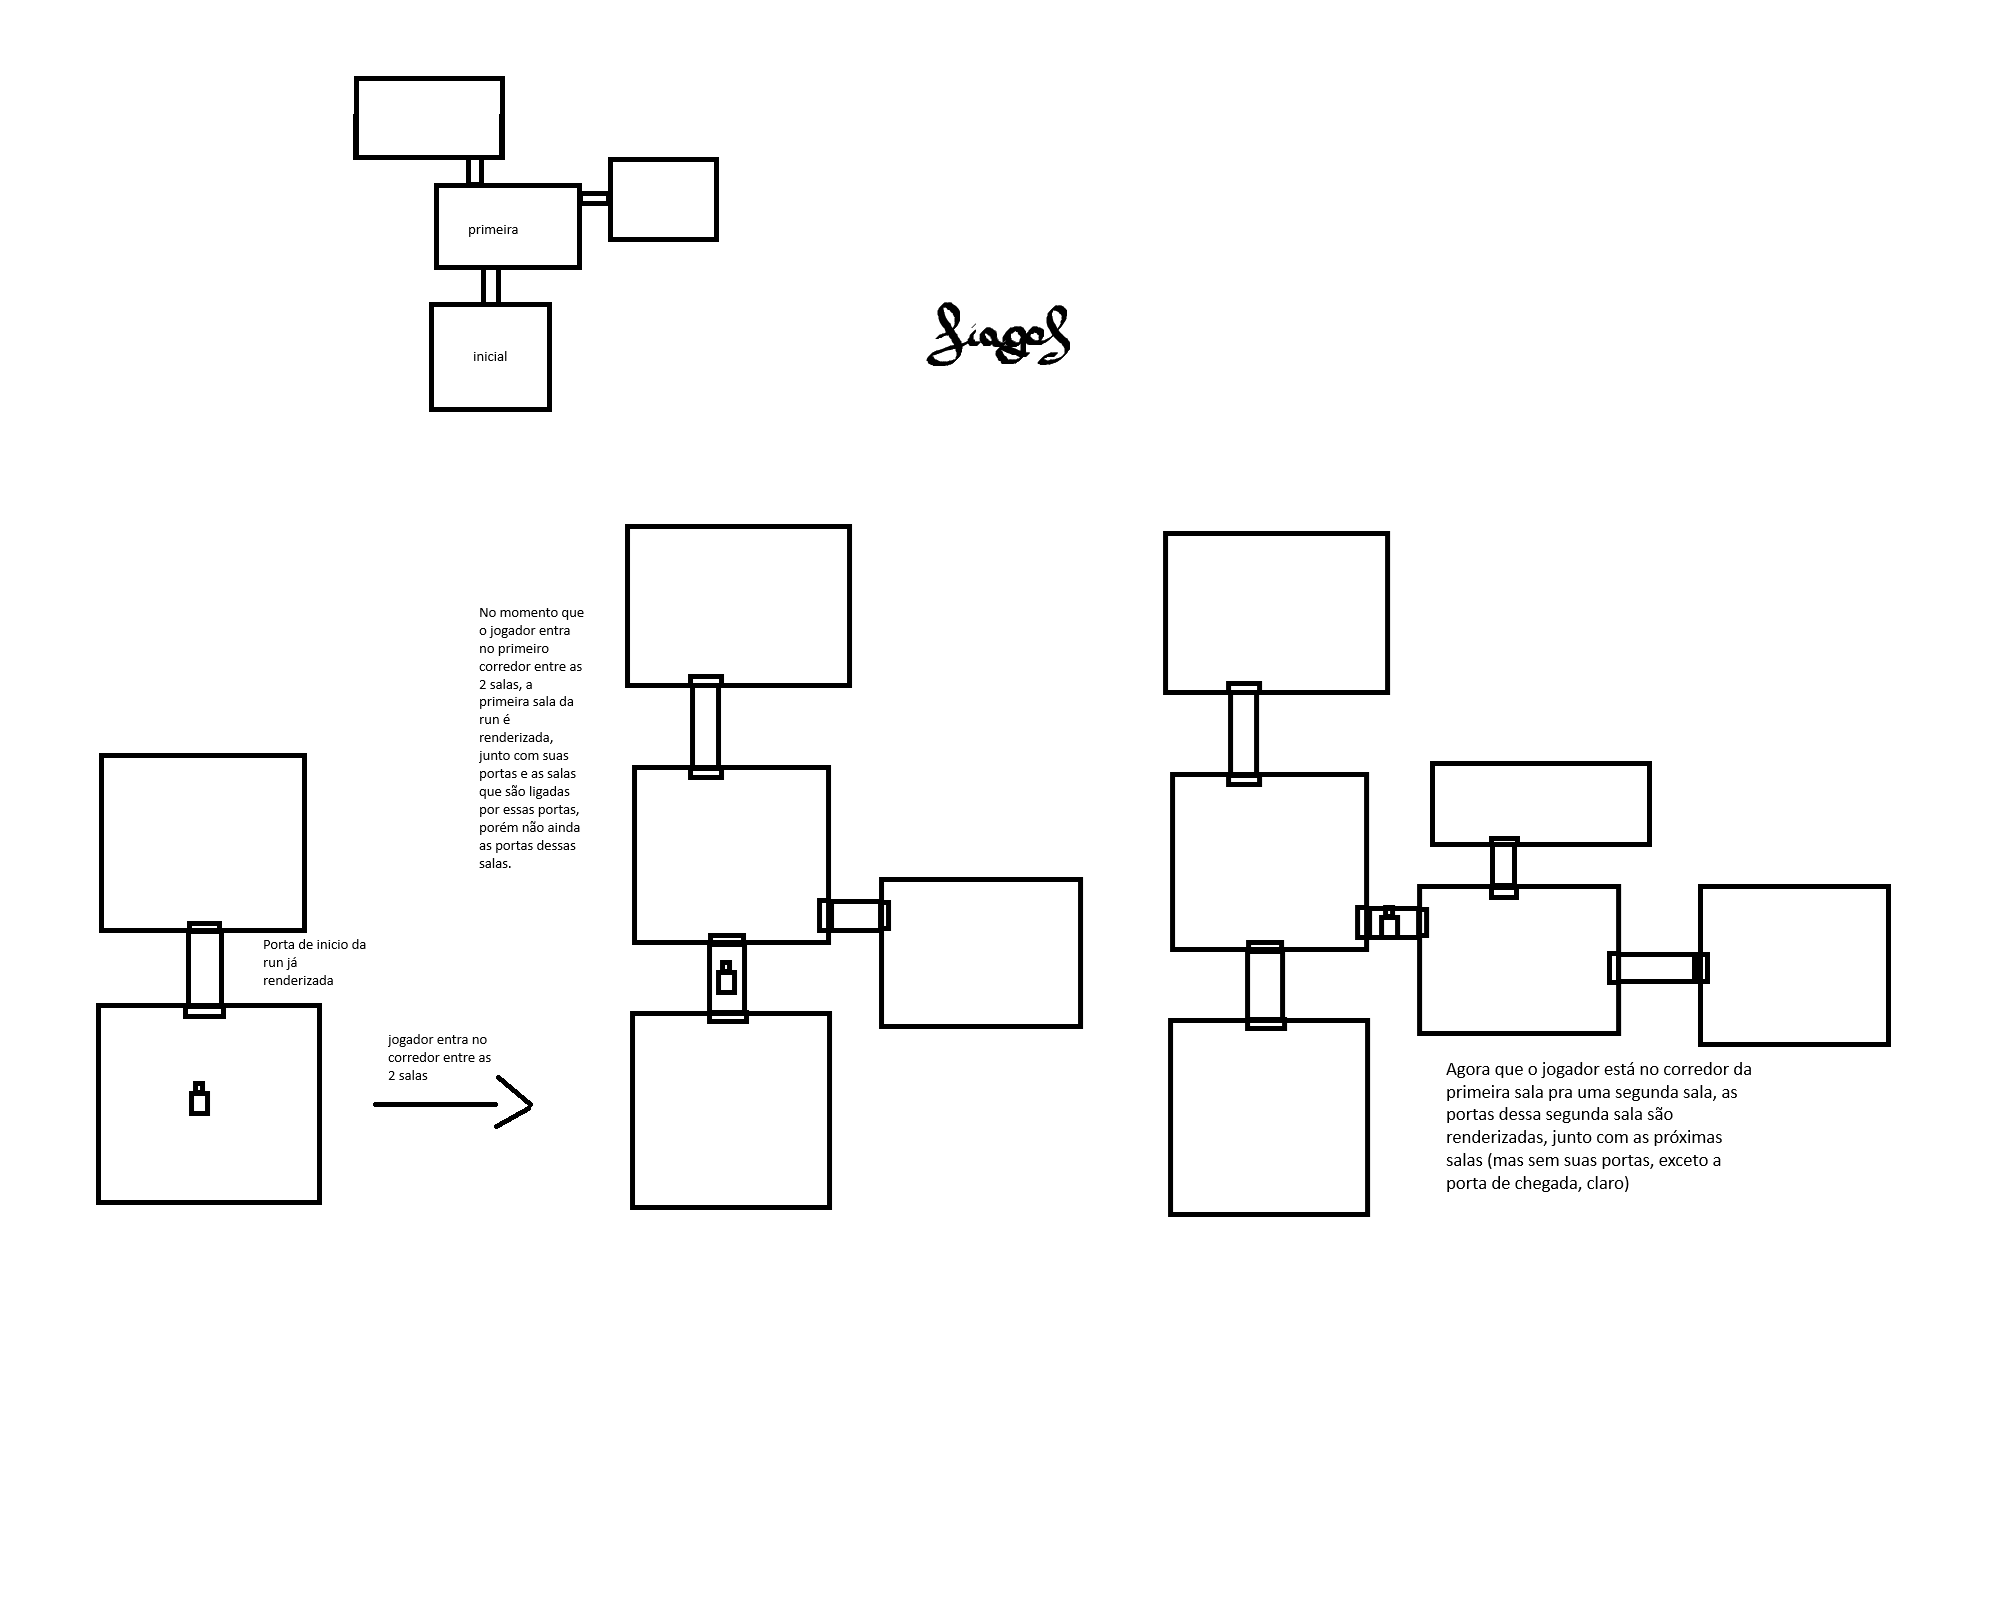 primeira
inicial
No momento que
o jogador entra
no primeiro
corredor entre as
2 salas, a
primeira sala da
run é
renderizada,
junto com suas
portas e as salas
que são ligadas
por essas portas,
porém não ainda
as portas dessas
salas.
Porta de inicio da
run já
renderizada
jogador entra no
corredor entre as
2 salas
Agora que o jogador está no corredor da
primeira sala pra uma segunda sala, as
portas dessa segunda sala são
renderizadas, junto com as próximas
salas (mas sem suas portas, exceto a
porta de chegada, claro)